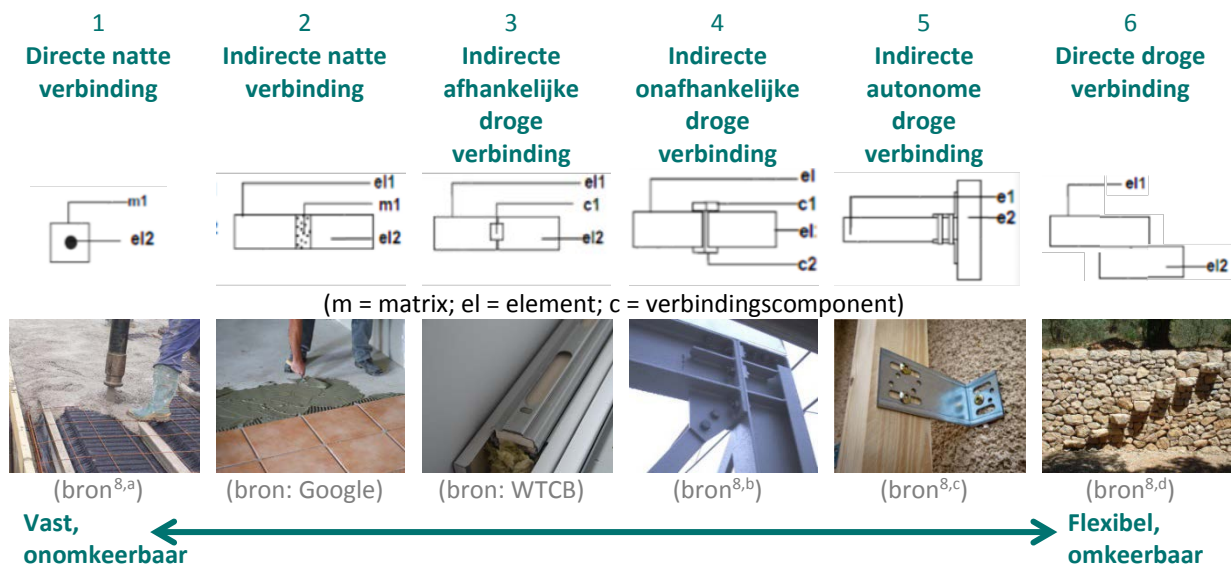 1
Directe natte
verbinding
2
Indirecte natte
verbinding
3
Indirecte
afhankelijke
droge
verbinding
4
Indirecte
onafhankelijke
droge
verbinding
5
Indirecte
autonome
droge
verbinding
6
Directe droge
verbinding
m1
el2
el1
m1
el2
el1
c1
el2
el
c1
el
c2
e1
e2
el1
el2
(m = matrix; el = element; c = verbindingscomponent)
(bron8,a)
(bron: Google)
(bron: WTCB)
(bron8,b)
(bron8,c)
(bron8,d)
Vast,
onomkeerbaar
Flexibel,
omkeerbaar